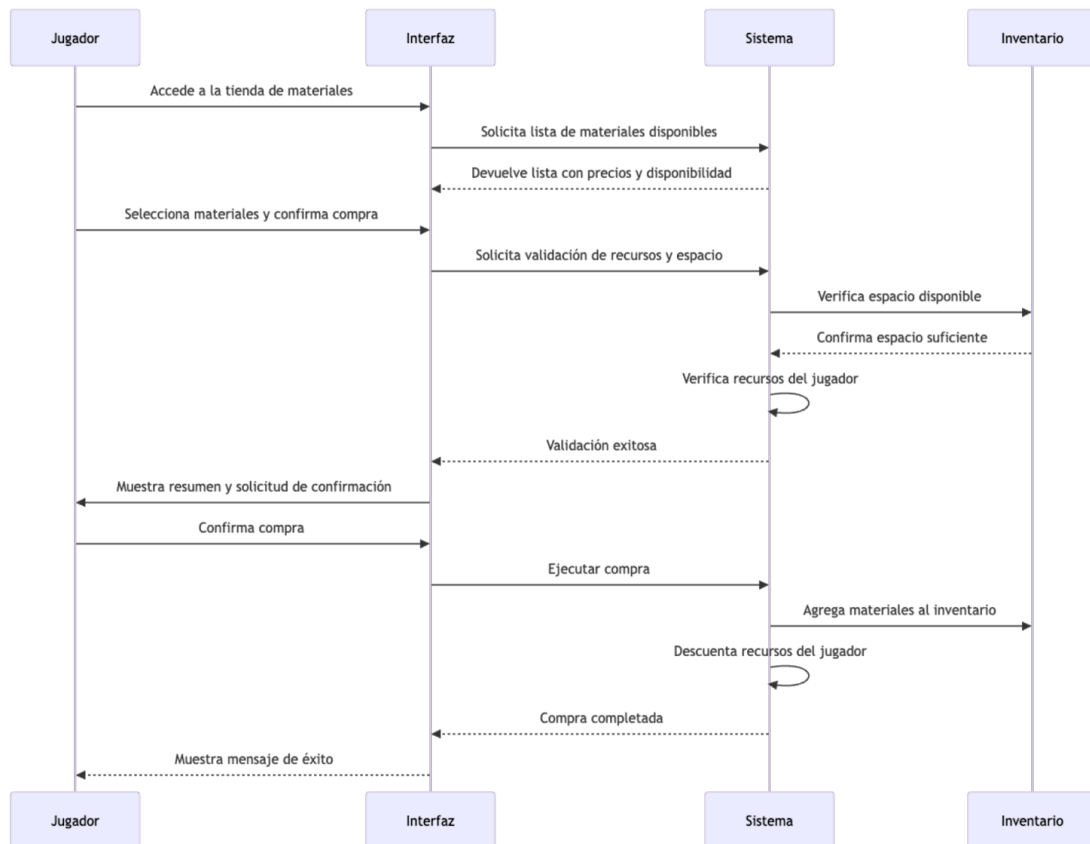 Jugador
Interfaz
Sistema
Inventario
Accede a la tienda de materiales
Solicita lista de materiales disponibles
Devuelve lista con precios y disponibilidad
Selecciona materiales y confirma compra
Solicita validación de recursos y espacio
Verifica espacio disponible
Confirma espacio suficiente
Verifica recursos del jugador
Validación exitosa
Muestra resumen y solicitud de confirmación
Confirma compra
Ejecutar compra
Agrega materiales al inventario
Descuenta recursos del jugador
Compra completada
Muestra mensaje de éxito
Jugador
Interfaz
Sistema
Inventario